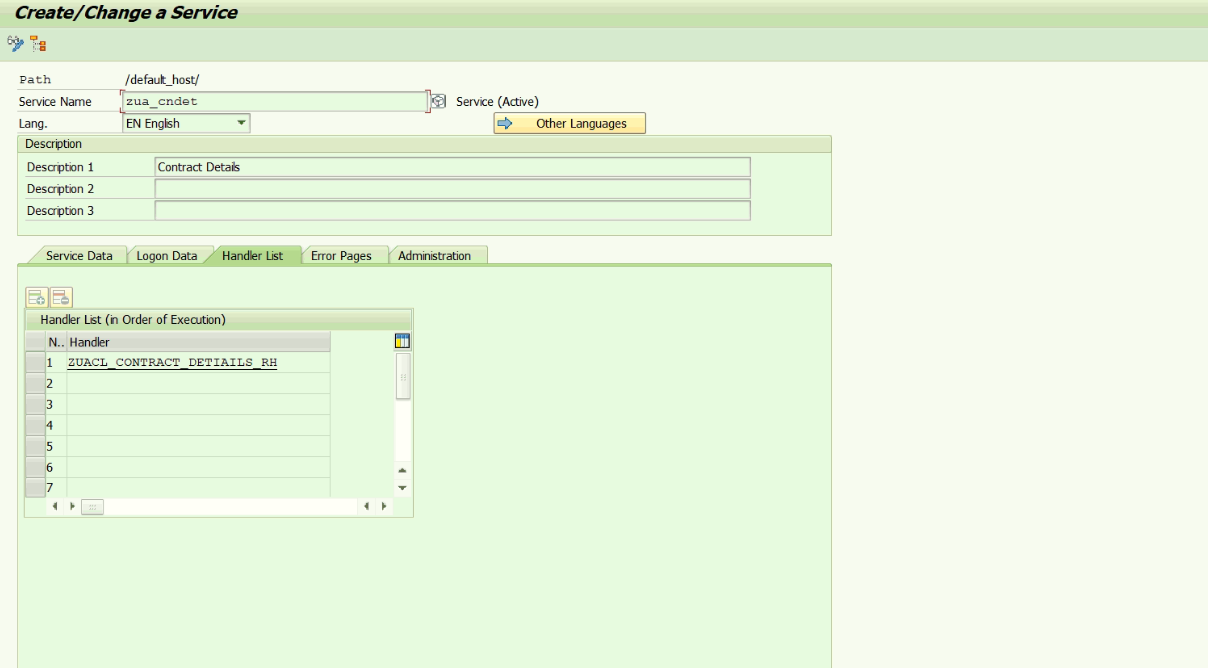 Create/Change a Service
Path /default_host/
Service Name zua_cndet Service (Active)
Lang. EN English Other Languages
Description
Description 1 Contract Details
Description 2
Description 3
Service Data Logon Data Handler List Error Pages Administration
Handler List (in Order of Execution)
N.. Handler
1 ZUACL_CONTRACT_DETIAILS_RH
2
3
4
5
6
7